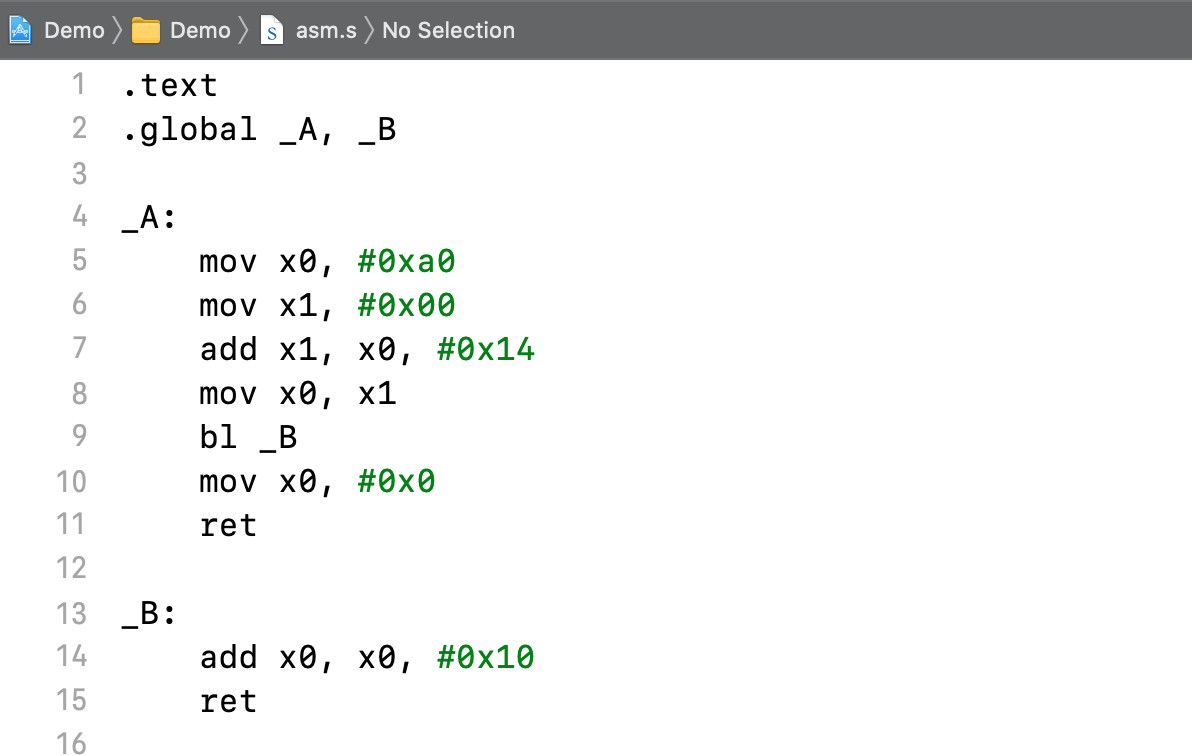 Demo 〉 Demo 〉 S asm.s 〉 No Selection
1 .text
2 .global _A, _B
3
4 _A:
5     mov x0, #0xa0
6     mov x1, #0x00
7     add x1, x0, #0x14
8     mov x0, x1
9     bl _B
10     mov x0, #0x0
11     ret
12
13 _B:
14     add x0, x0, #0x10
15     ret
16